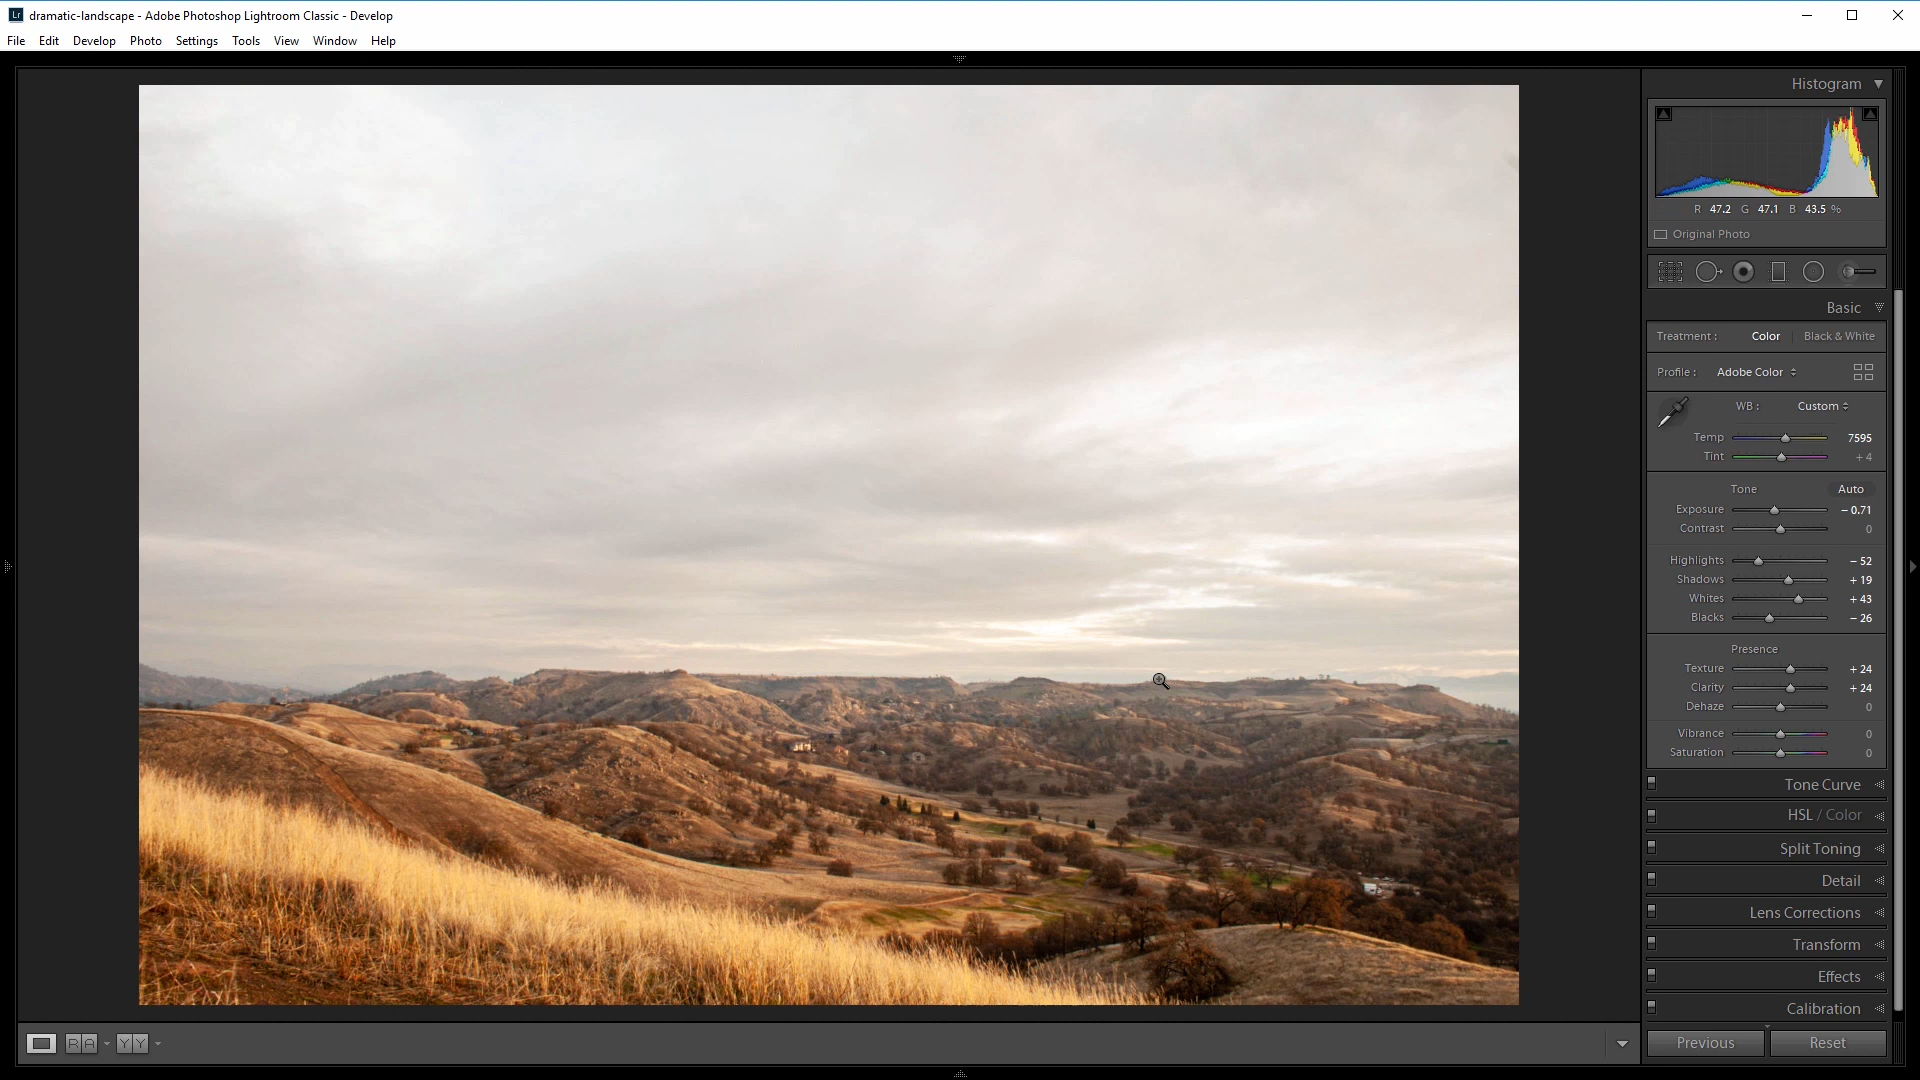 Lr dramatic-landscape - Adobe Photoshop Lightroom Classic - Develop
File Edit Develop Photo Settings Tools View Window Help
Histogram
R 47.2 G 47.1 B 43.5 %
Original Photo
Basic
Treatment : Color Black & White
Profile : Adobe Color
WB : Custom
Temp 7595
Tint + 4
Tone Auto
Exposure − 0.71
Contrast 0
Highlights − 52
Shadows + 19
Whites + 43
Blacks − 26
Presence
Texture + 24
Clarity + 24
Dehaze 0
Vibrance 0
Saturation 0
Tone Curve
HSL / Color
Split Toning
Detail
Lens Corrections
Transform
Effects
Calibration
R A Y Y Previous Reset